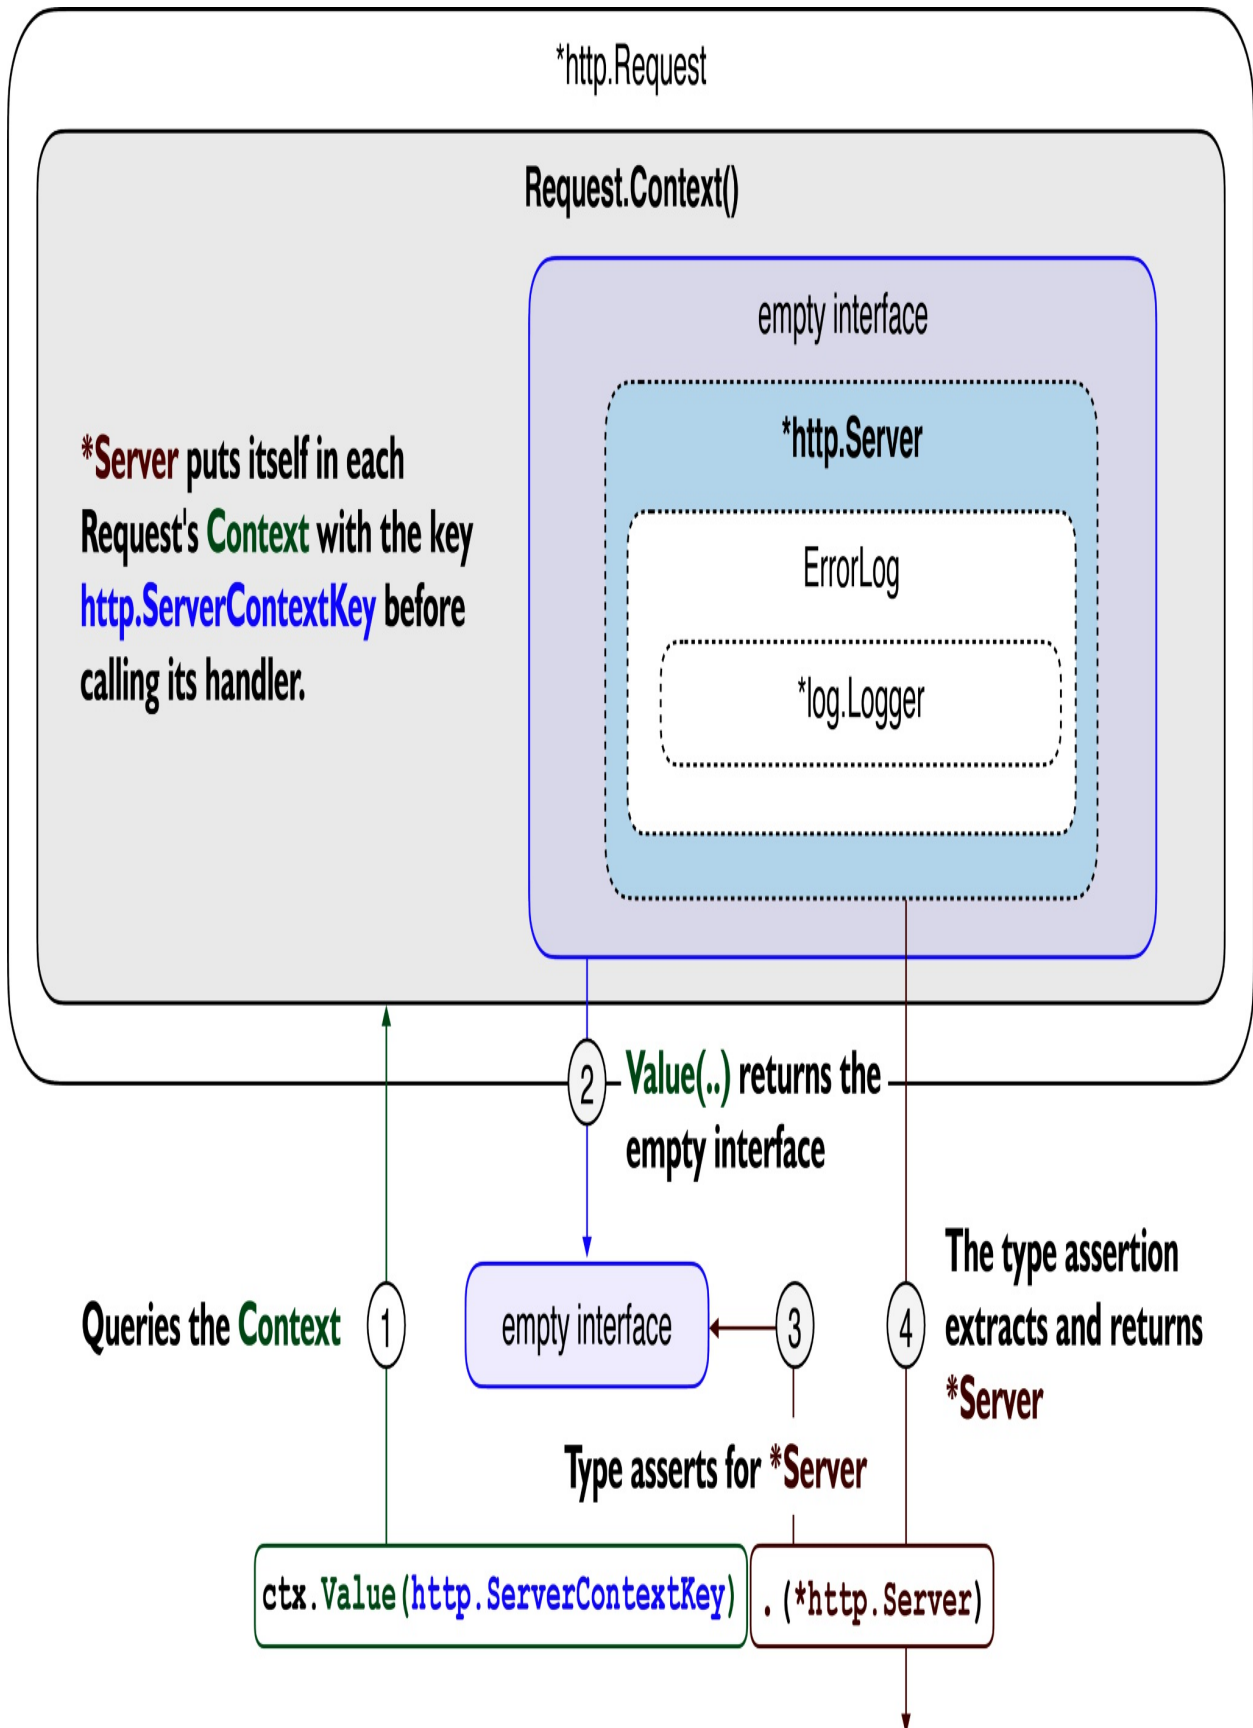 *http.Request
Request.Context()
empty interface
*http.Server
ErrorLog
*log.Logger
*Server puts itself in each
Request's Context with the key
http.ServerContextKey before
calling its handler.
2
Value(..) returns the
empty interface
Queries the Context
1
empty interface
3
4
The type assertion
extracts and returns
*Server
Type asserts for *Server
ctx.Value(http.ServerContextKey)
.(*http.Server)